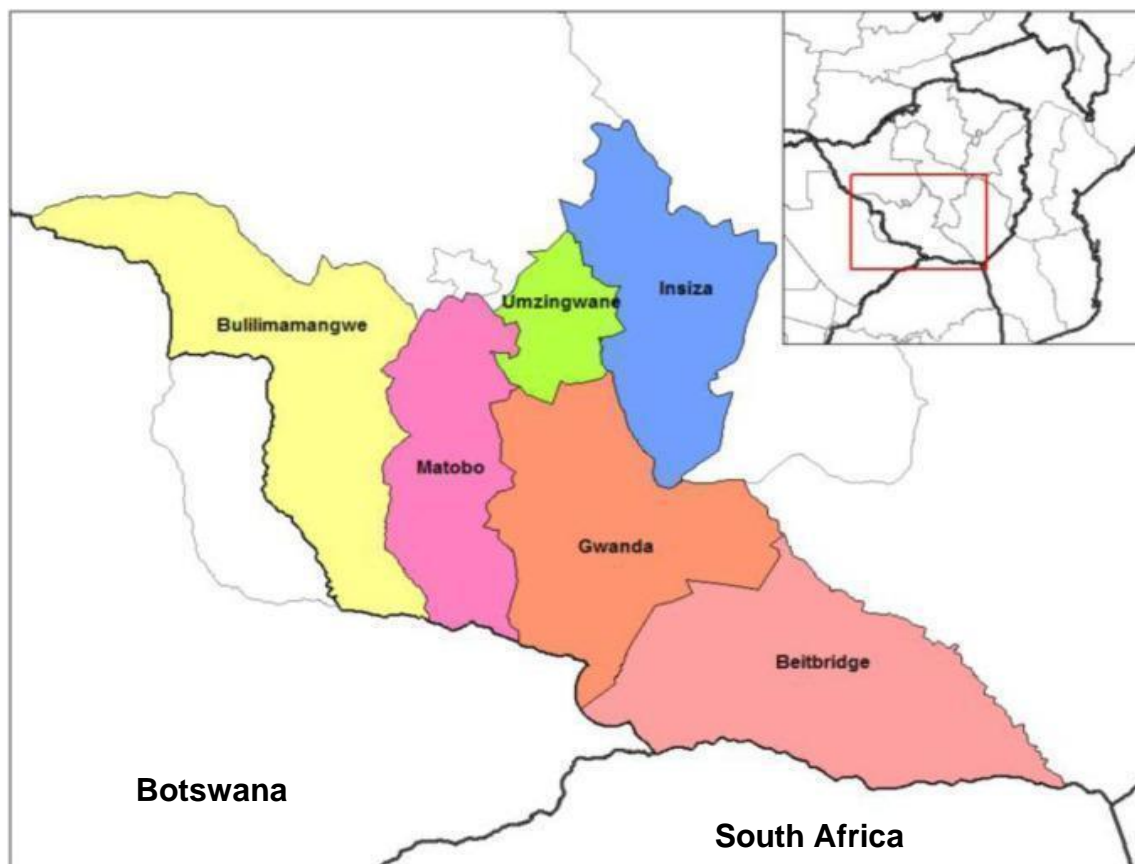 Insiza
Umzingwane
Bulilimamangwe
Matobo
Gwanda
Beitbridge
Botswana
South Africa